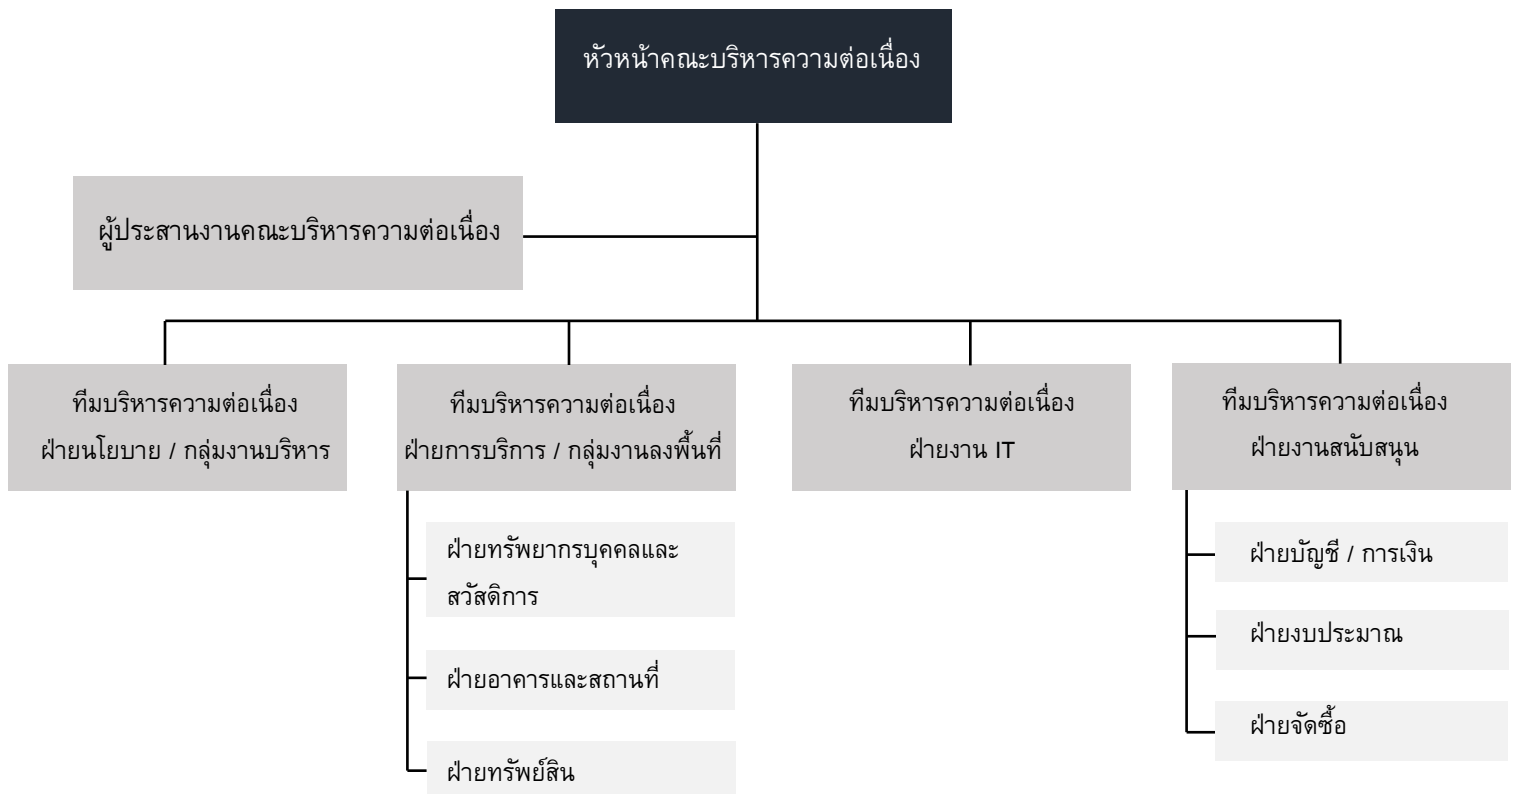 หัวหน้าคณะบริหารความต่อเนื่อง
ผู้ประสานงานคณะบริหารความต่อเนื่อง
ทีมบริหารความต่อเนื่อง
ฝ่ายนโยบาย / กลุ่มงานบริหาร
ทีมบริหารความต่อเนื่อง
ฝ่ายการบริการ / กลุ่มงานลงพื้นที่
ทีมบริหารความต่อเนื่อง
ฝ่ายงาน IT
ทีมบริหารความต่อเนื่อง
ฝ่ายงานสนับสนุน
ฝ่ายทรัพยากรบุคคลและ
สวัสดิการ
ฝ่ายอาคารและสถานที่
ฝ่ายทรัพย์สิน
ฝ่ายบัญชี / การเงิน
ฝ่ายงบประมาณ
ฝ่ายจัดซื้อ